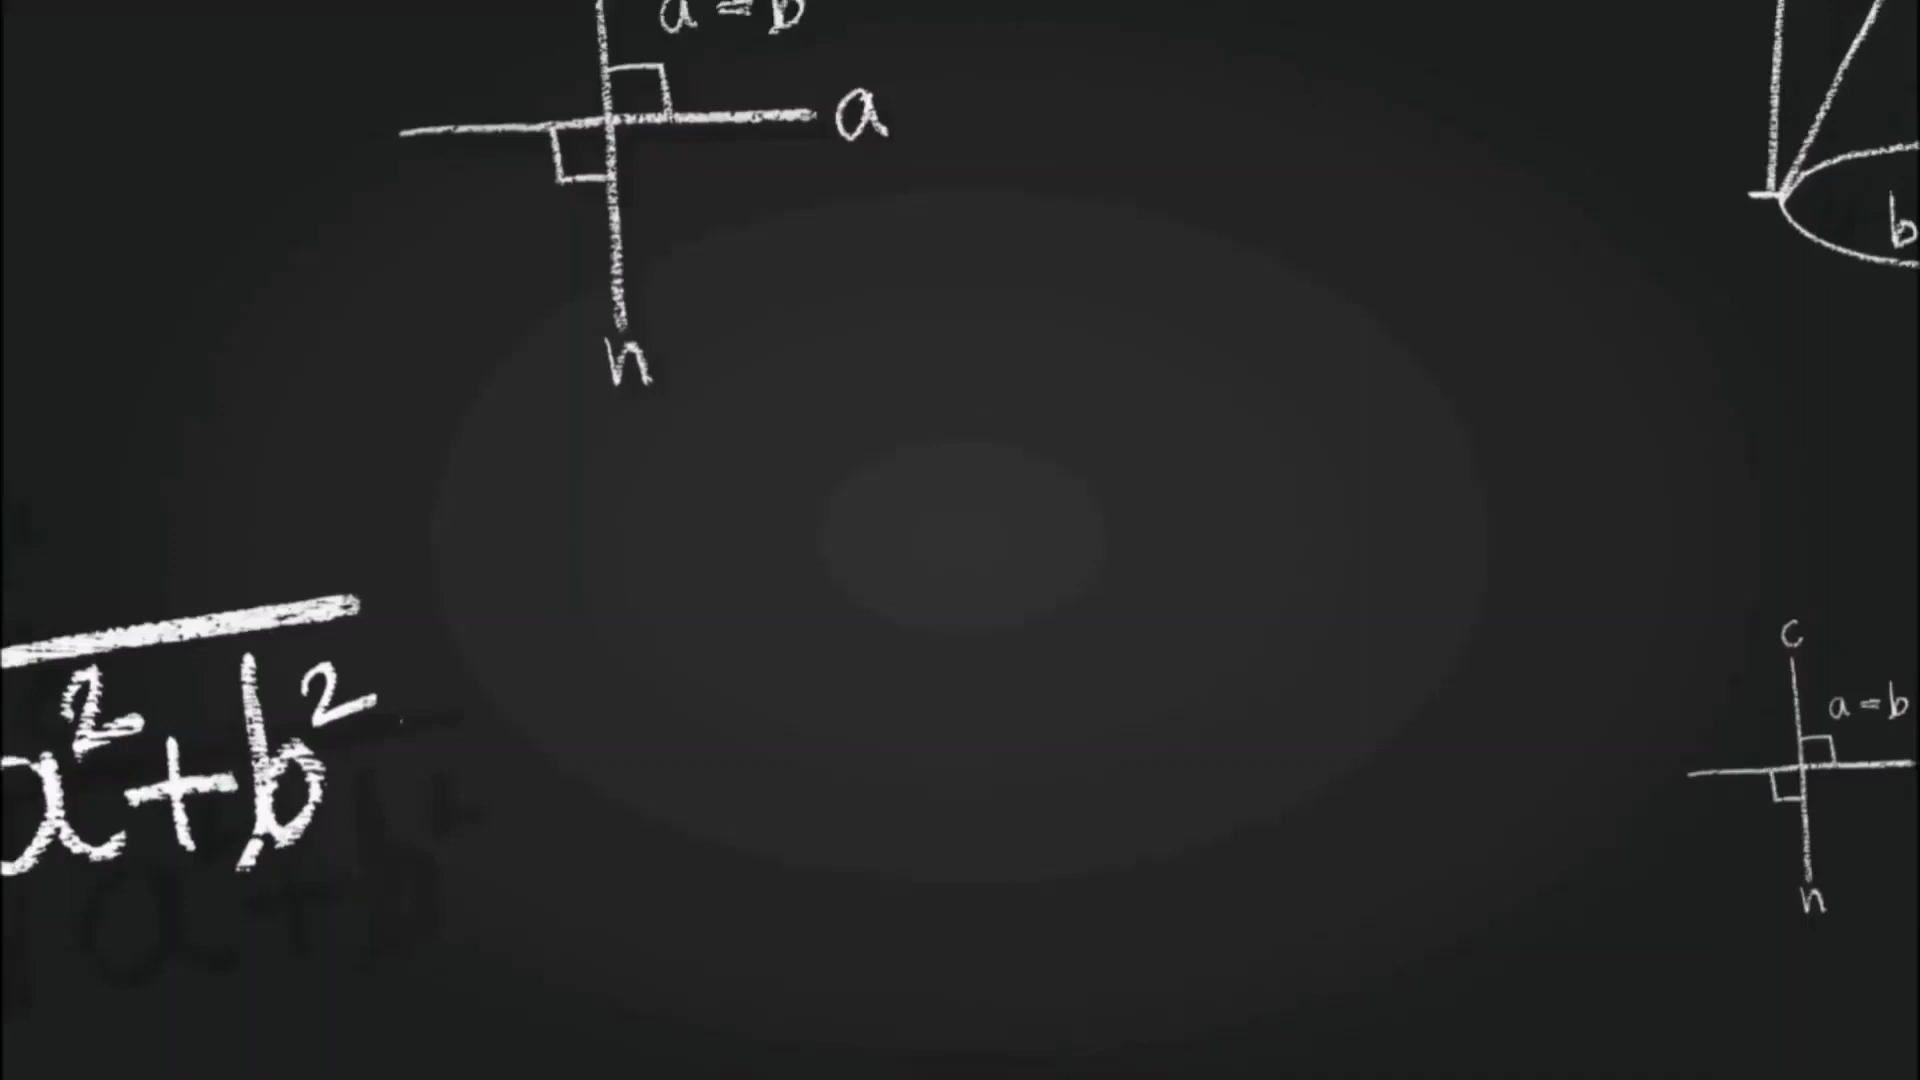 a = b
a
n
b
a²+b²
c
a = b
n